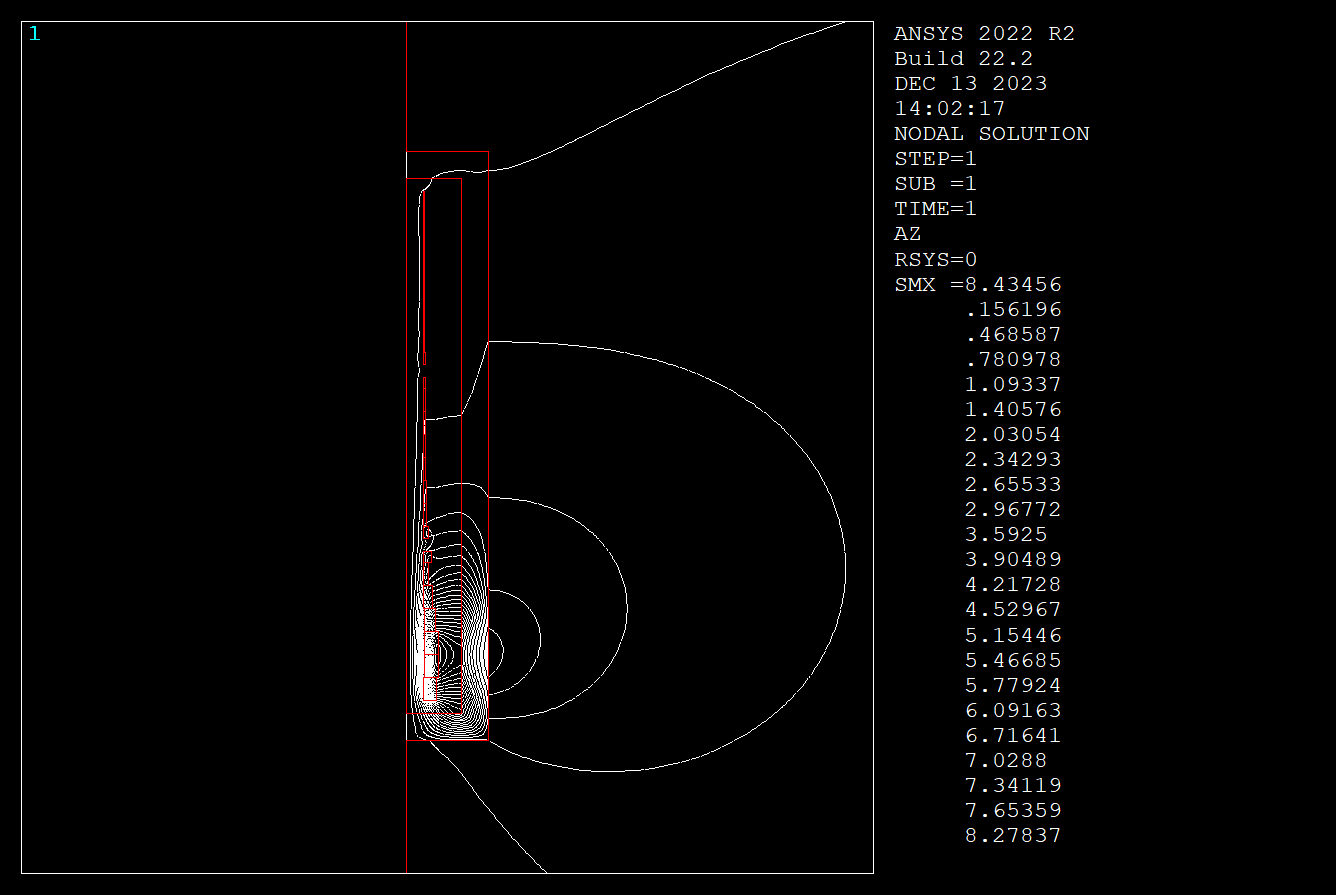 1
ANSYS 2022 R2
Build 22.2
DEC 13 2023
14:02:17
NODAL SOLUTION
STEP=1
SUB =1
TIME=1
AZ
RSYS=0
SMX =8.43456
.156196
.468587
.780978
1.09337
1.40576
2.03054
2.34293
2.65533
2.96772
3.5925
3.90489
4.21728
4.52967
5.15446
5.46685
5.77924
6.09163
6.71641
7.0288
7.34119
7.65359
8.27837